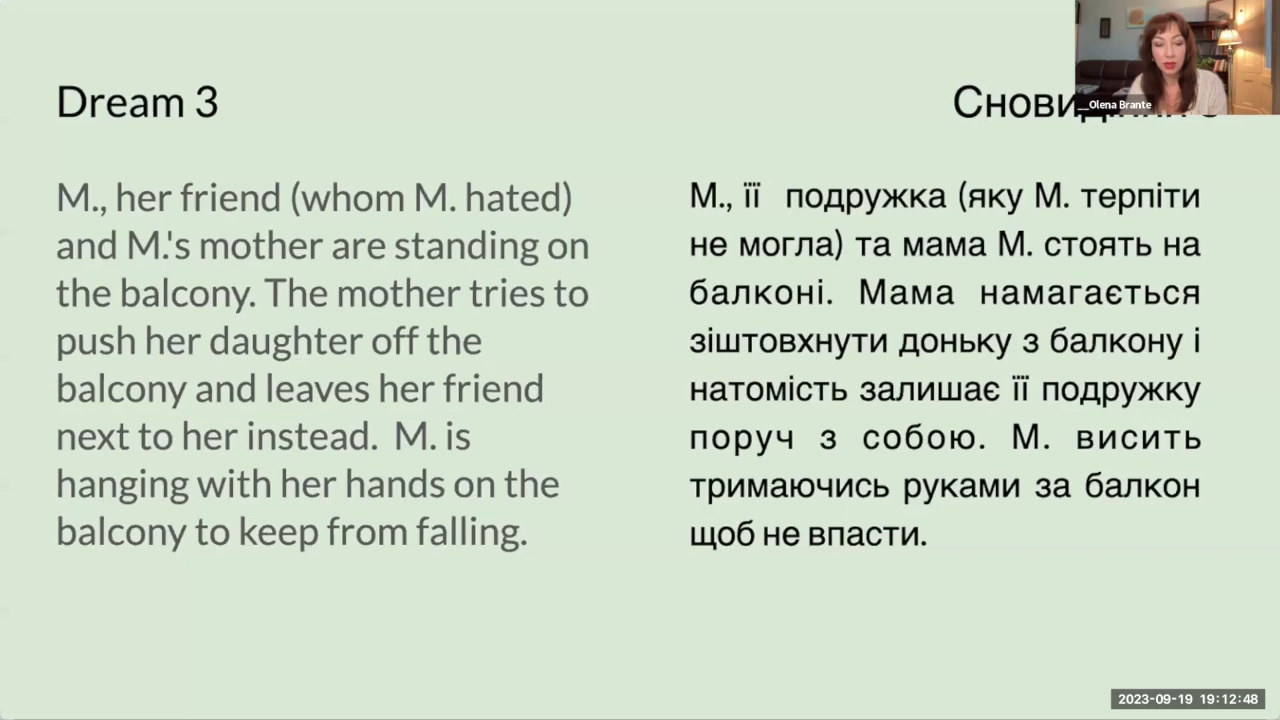 Dream 3
M., her friend (whom M. hated)
and M.'s mother are standing on
the balcony. The mother tries to
push her daughter off the
balcony and leaves her friend
next to her instead.  M. is
hanging with her hands on the
balcony to keep from falling.
М., її  подружка (яку М. терпіти
не могла) та мама М. стоять на
балконі. Мама намагається
зіштовхнути доньку з балкону і
натомість залишає її подружку
поруч з собою. М. висить
тримаючись руками за балкон
щоб не впасти.
__Olena Brante
2023-09-19 19:12:48